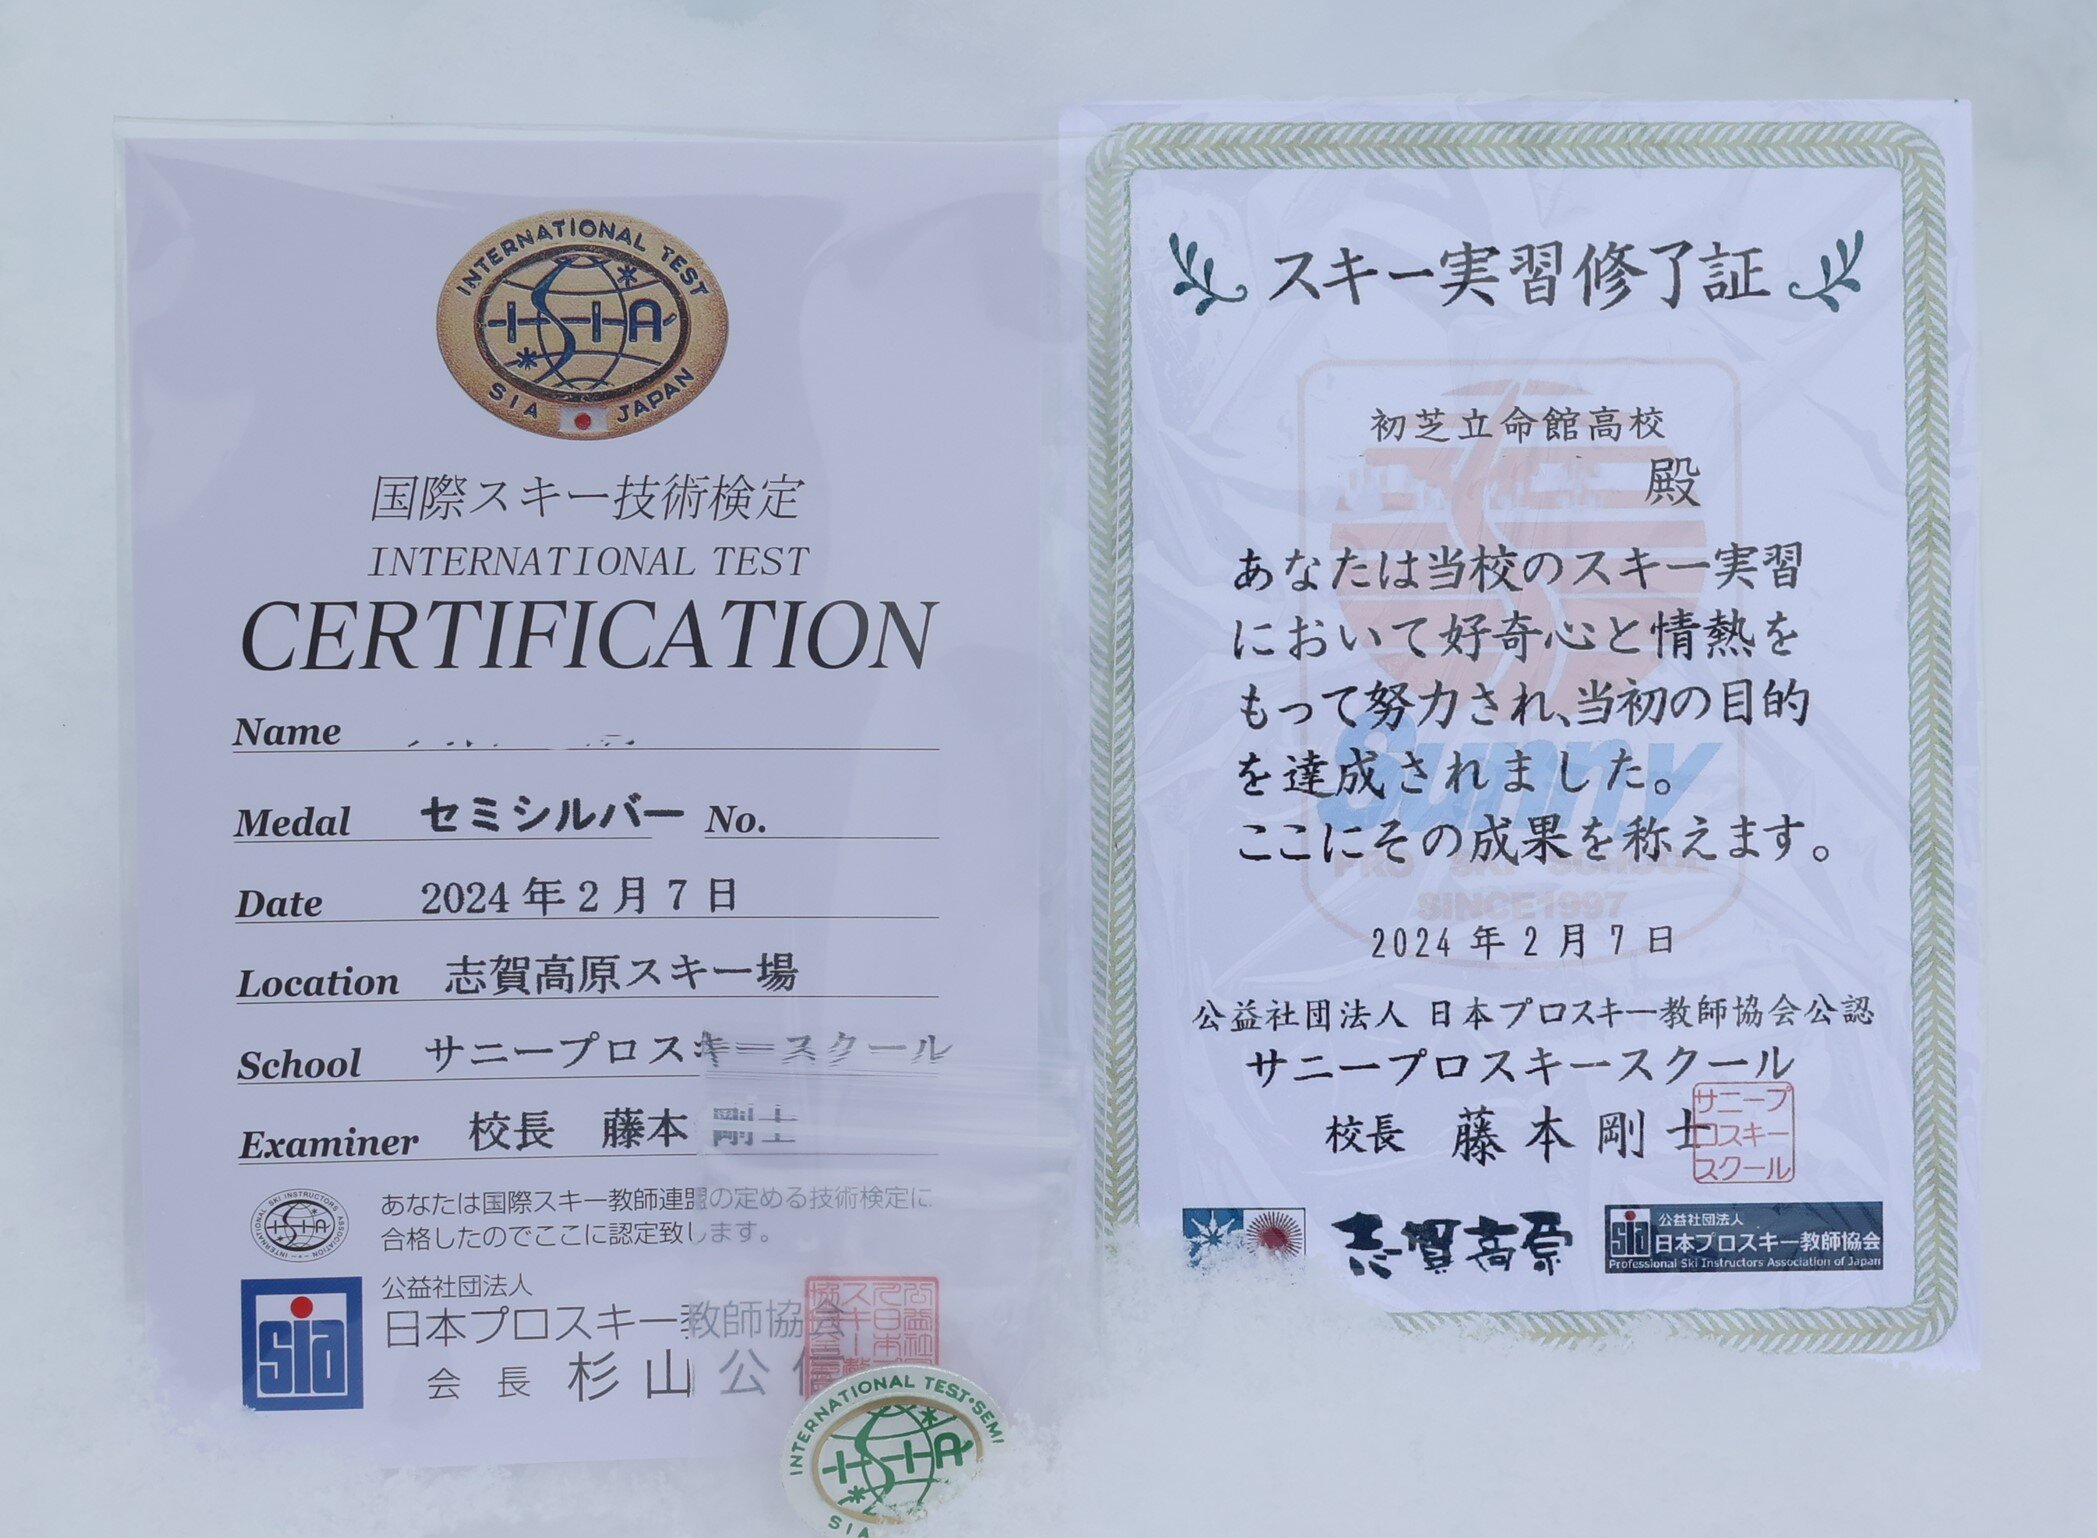 INTERNATIONAL TEST
ISIA
SIA JAPAN
国際スキー技術検定
INTERNATIONAL TEST
CERTIFICATION
Name
Medal セミシルバー No.
Date 2024年2月7日
Location 志賀高原スキー場
School サニープロスキースクール
Examiner 校長 藤本 剛士
あなたは国際スキー教師連盟の定める技術検定に
合格したのでここに認定致します。
INTERNATIONAL SKI INSTRUCTORS ASSOCIATION
ISIA
公益社団法人
日本プロスキー教師協会
会長 杉山公信
sia
INTERNATIONAL TEST・SEMI
ISIA
SIA
スキー実習修了証
初芝立命館高校
殿
あなたは当校のスキー実習
において好奇心と情熱を
もって努力され、当初の目的
を達成されました。
ここにその成果を称えます。
Sunny
PRO SKI SCHOOL
SINCE1997
2024年2月7日
公益社団法人 日本プロスキー教師協会公認
サニープロスキースクール
校長 藤本剛士
サニープ
ロスキー
スクール
志賀高原
sia 公益社団法人
日本プロスキー教師協会
Professional Ski Instructors Association of Japan